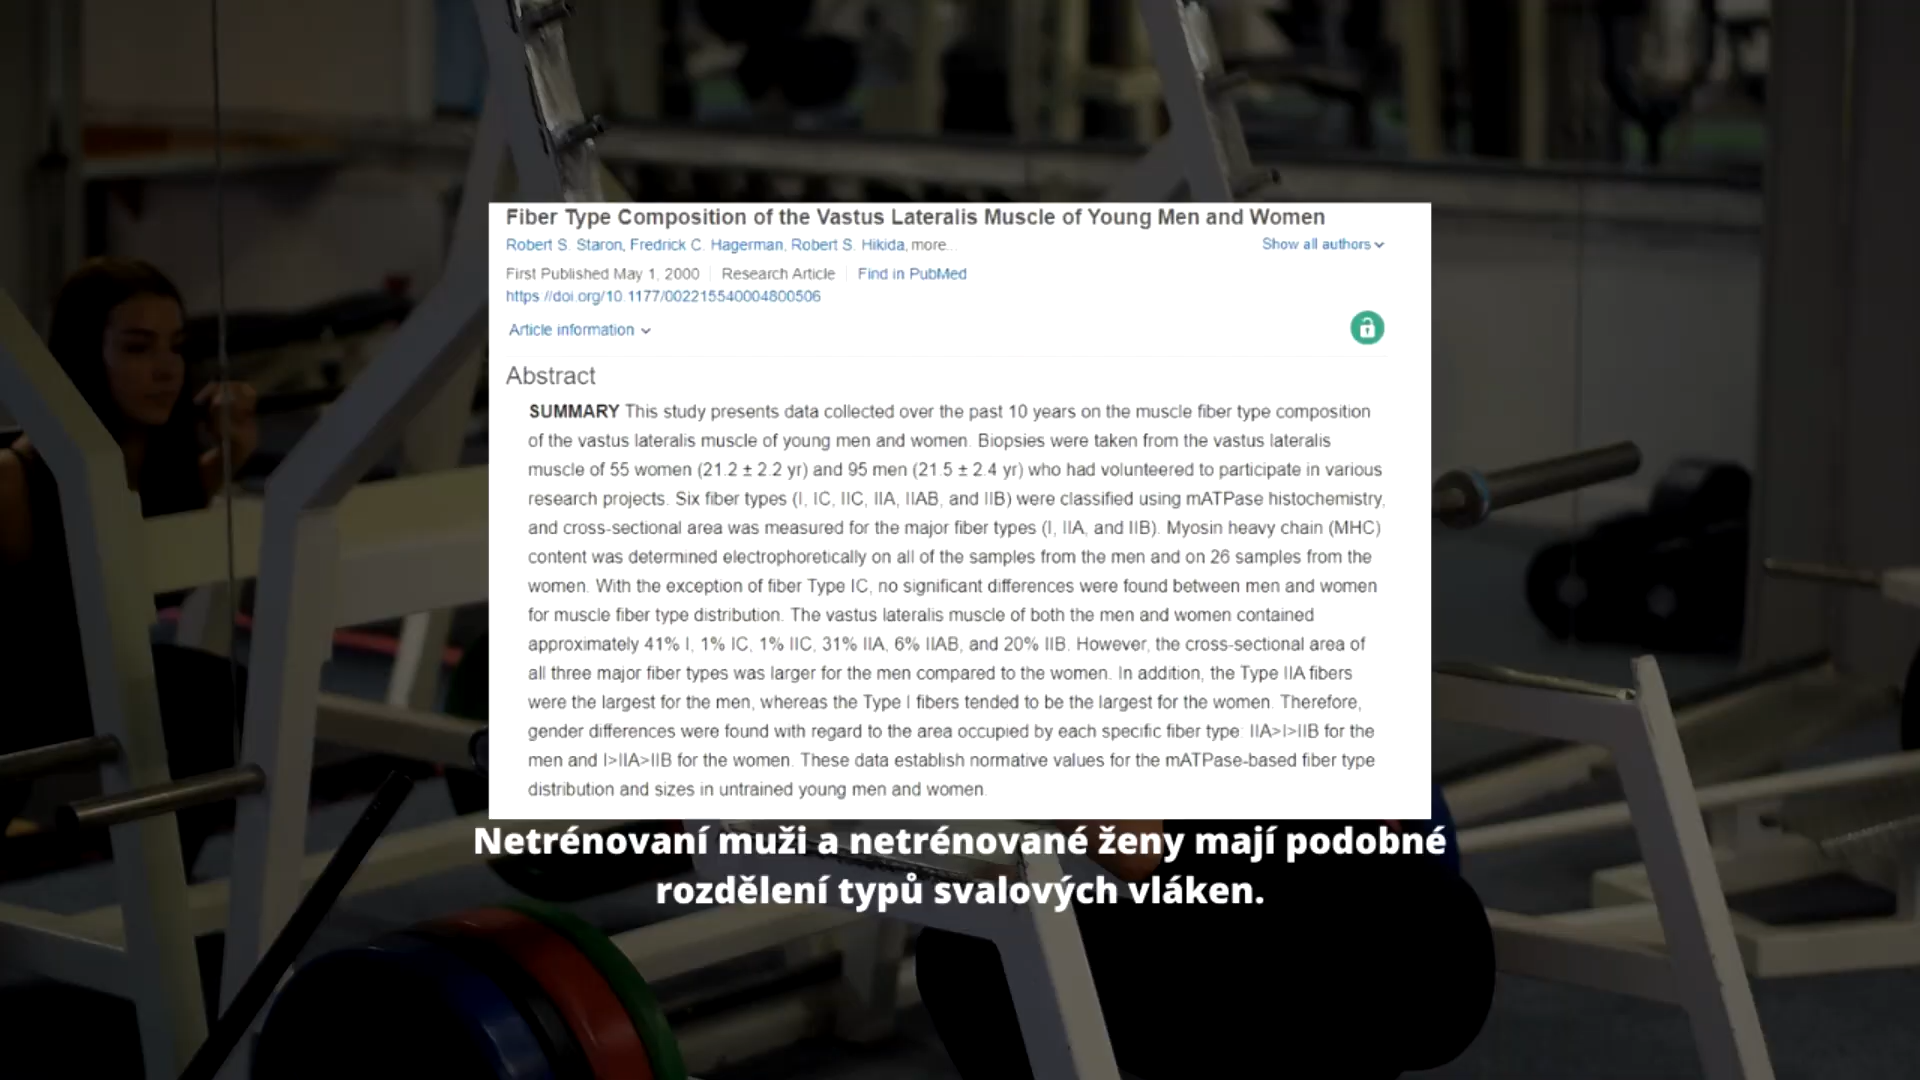 Fiber Type Composition of the Vastus Lateralis Muscle of Young Men and Women
Robert S. Staron, Fredrick C. Hagerman, Robert S. Hikida, more...
Show all authors
First Published May 1, 2000 | Research Article | Find in PubMed
https://doi.org/10.1177/002215540004800506
Article information
Abstract
SUMMARY This study presents data collected over the past 10 years on the muscle fiber type composition
of the vastus lateralis muscle of young men and women. Biopsies were taken from the vastus lateralis
muscle of 55 women (21.2 ± 2.2 yr) and 95 men (21.5 ± 2.4 yr) who had volunteered to participate in various
research projects. Six fiber types (I, IC, IIC, IIA, IIAB, and IIB) were classified using mATPase histochemistry,
and cross-sectional area was measured for the major fiber types (I, IIA, and IIB). Myosin heavy chain (MHC)
content was determined electrophoretically on all of the samples from the men and on 26 samples from the
women. With the exception of fiber Type IC, no significant differences were found between men and women
for muscle fiber type distribution. The vastus lateralis muscle of both the men and women contained
approximately 41% I, 1% IC, 1% IIC, 31% IIA, 6% IIAB, and 20% IIB. However, the cross-sectional area of
all three major fiber types was larger for the men compared to the women. In addition, the Type IIA fibers
were the largest for the men, whereas the Type I fibers tended to be the largest for the women. Therefore,
gender differences were found with regard to the area occupied by each specific fiber type: IIA>I>IIB for the
men and I>IIA>IIB for the women. These data establish normative values for the mATPase-based fiber type
distribution and sizes in untrained young men and women.
Netrénovaní muži a netrénované ženy mají podobné
rozdělení typů svalových vláken.